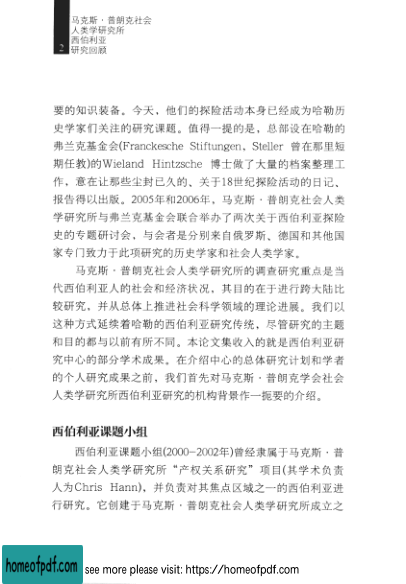 马克斯·普朗克社会
人类学研究所
西伯利亚
研究回顾
2
要的知识装备。今天，他们的探险活动本身已经成为哈勒历
史学家们关注的研究课题。值得一提的是，总部设在哈勒的
弗兰克基金会(Franckesche Stiftungen，Steller 曾在那里短
期任教)的Wieland Hintzsche 博士做了大量的档案整理工
作，意在让那些尘封已久的、关于18世纪探险活动的日记、
报告得以出版。2005年和2006年，马克斯·普朗克社会人类
学研究所与弗兰克基金会联合举办了两次关于西伯利亚探险
史的专题研讨会，与会者是分别来自俄罗斯、德国和其他国
家专门致力于此项研究的历史学家和社会人类学家。
马克斯·普朗克社会人类学研究所的调查研究重点是当
代西伯利亚人的社会和经济状况，其目的在于进行跨大陆比
较研究，并从总体上推进社会科学领域的理论进展。我们以
这种方式延续着哈勒的西伯利亚研究传统，尽管研究的主题
和目的都与以前有所不同。本论文集收入的就是西伯利亚研
究中心的部分学术成果。在介绍中心的总体研究计划和学者
的个人研究成果之前，我们首先对马克斯·普朗克学会社会
人类学研究所西伯利亚研究的机构背景作一扼要的介绍。
西伯利亚课题小组
西伯利亚课题小组(2000-2002年)曾经隶属于马克斯·普
朗克社会人类学研究所“产权关系研究”项目(其学术负责
人为Chris Hann)，并负责对其焦点区域之一的西伯利亚进
行研究。它创建于马克斯·普朗克社会人类学研究所成立之
homeofpdf.com
see more please visit: https://homeofpdf.com